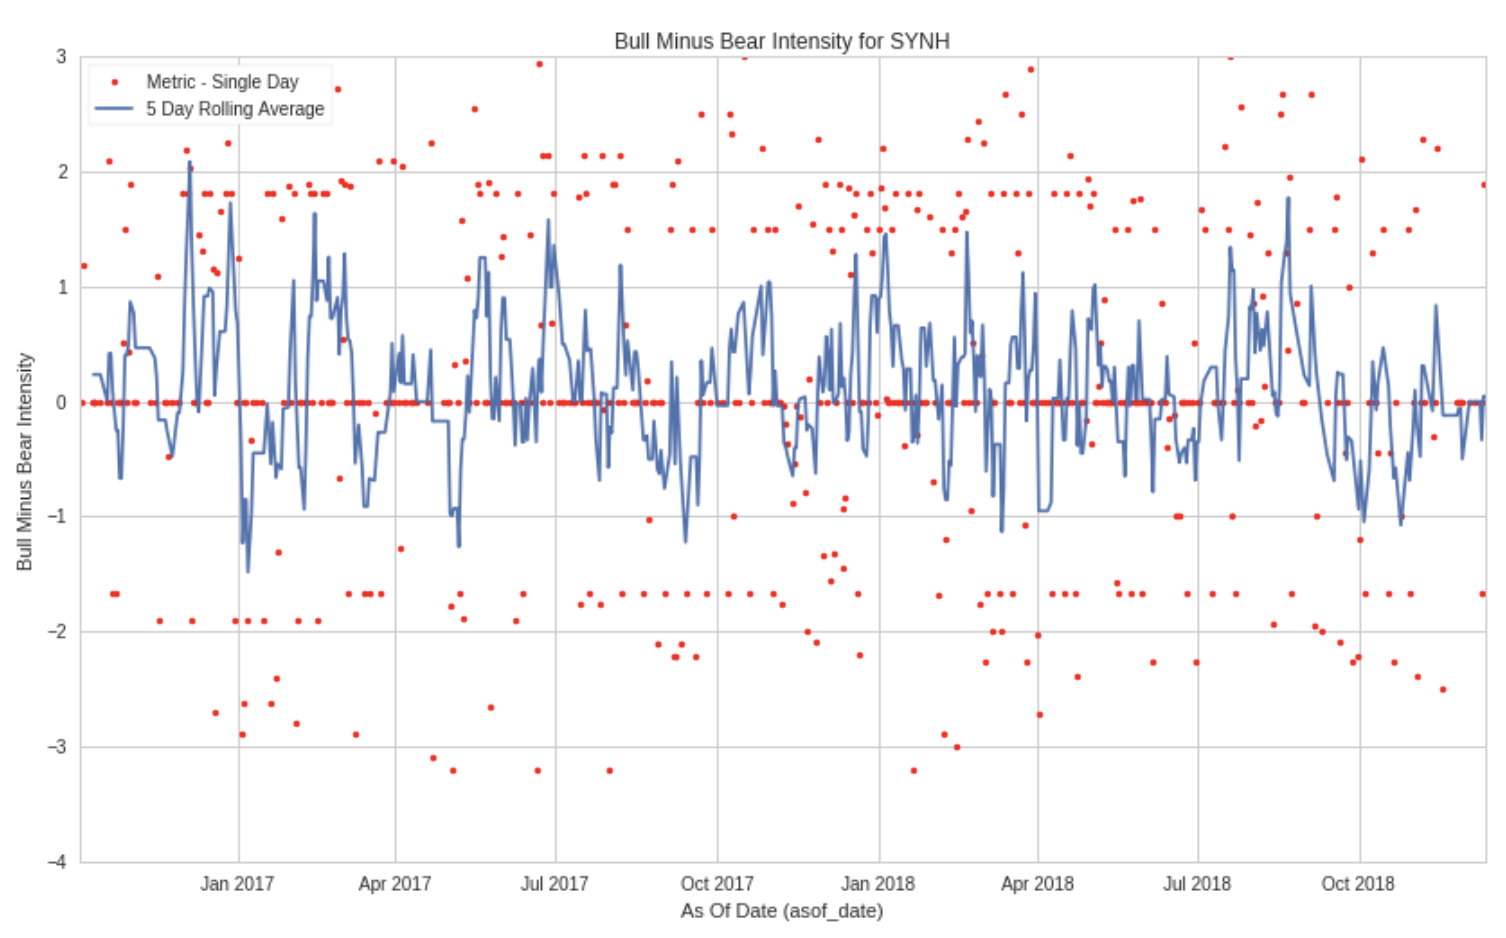 Bull Minus Bear Intensity for SYNH
Metric - Single Day
5 Day Rolling Average
Bull Minus Bear Intensity
3
2
1
0
−1
−2
−3
−4
Jan 2017
Apr 2017
Jul 2017
Oct 2017
Jan 2018
Apr 2018
Jul 2018
Oct 2018
As Of Date (asof_date)